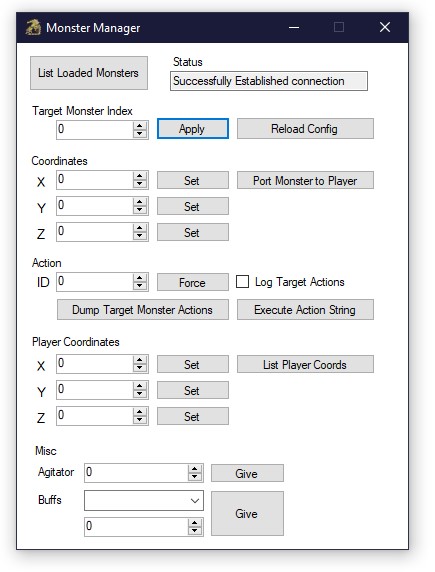 Monster Manager
List Loaded Monsters
Status
Successfully Established connection
Target Monster Index
0 Apply Reload Config
Coordinates
X 0 Set Port Monster to Player
Y 0 Set
Z 0 Set
Action
ID 0 Force Log Target Actions
Dump Target Monster Actions Execute Action String
Player Coordinates
X 0 Set List Player Coords
Y 0 Set
Z 0 Set
Misc
Agitator 0 Give
Buffs
Give
0